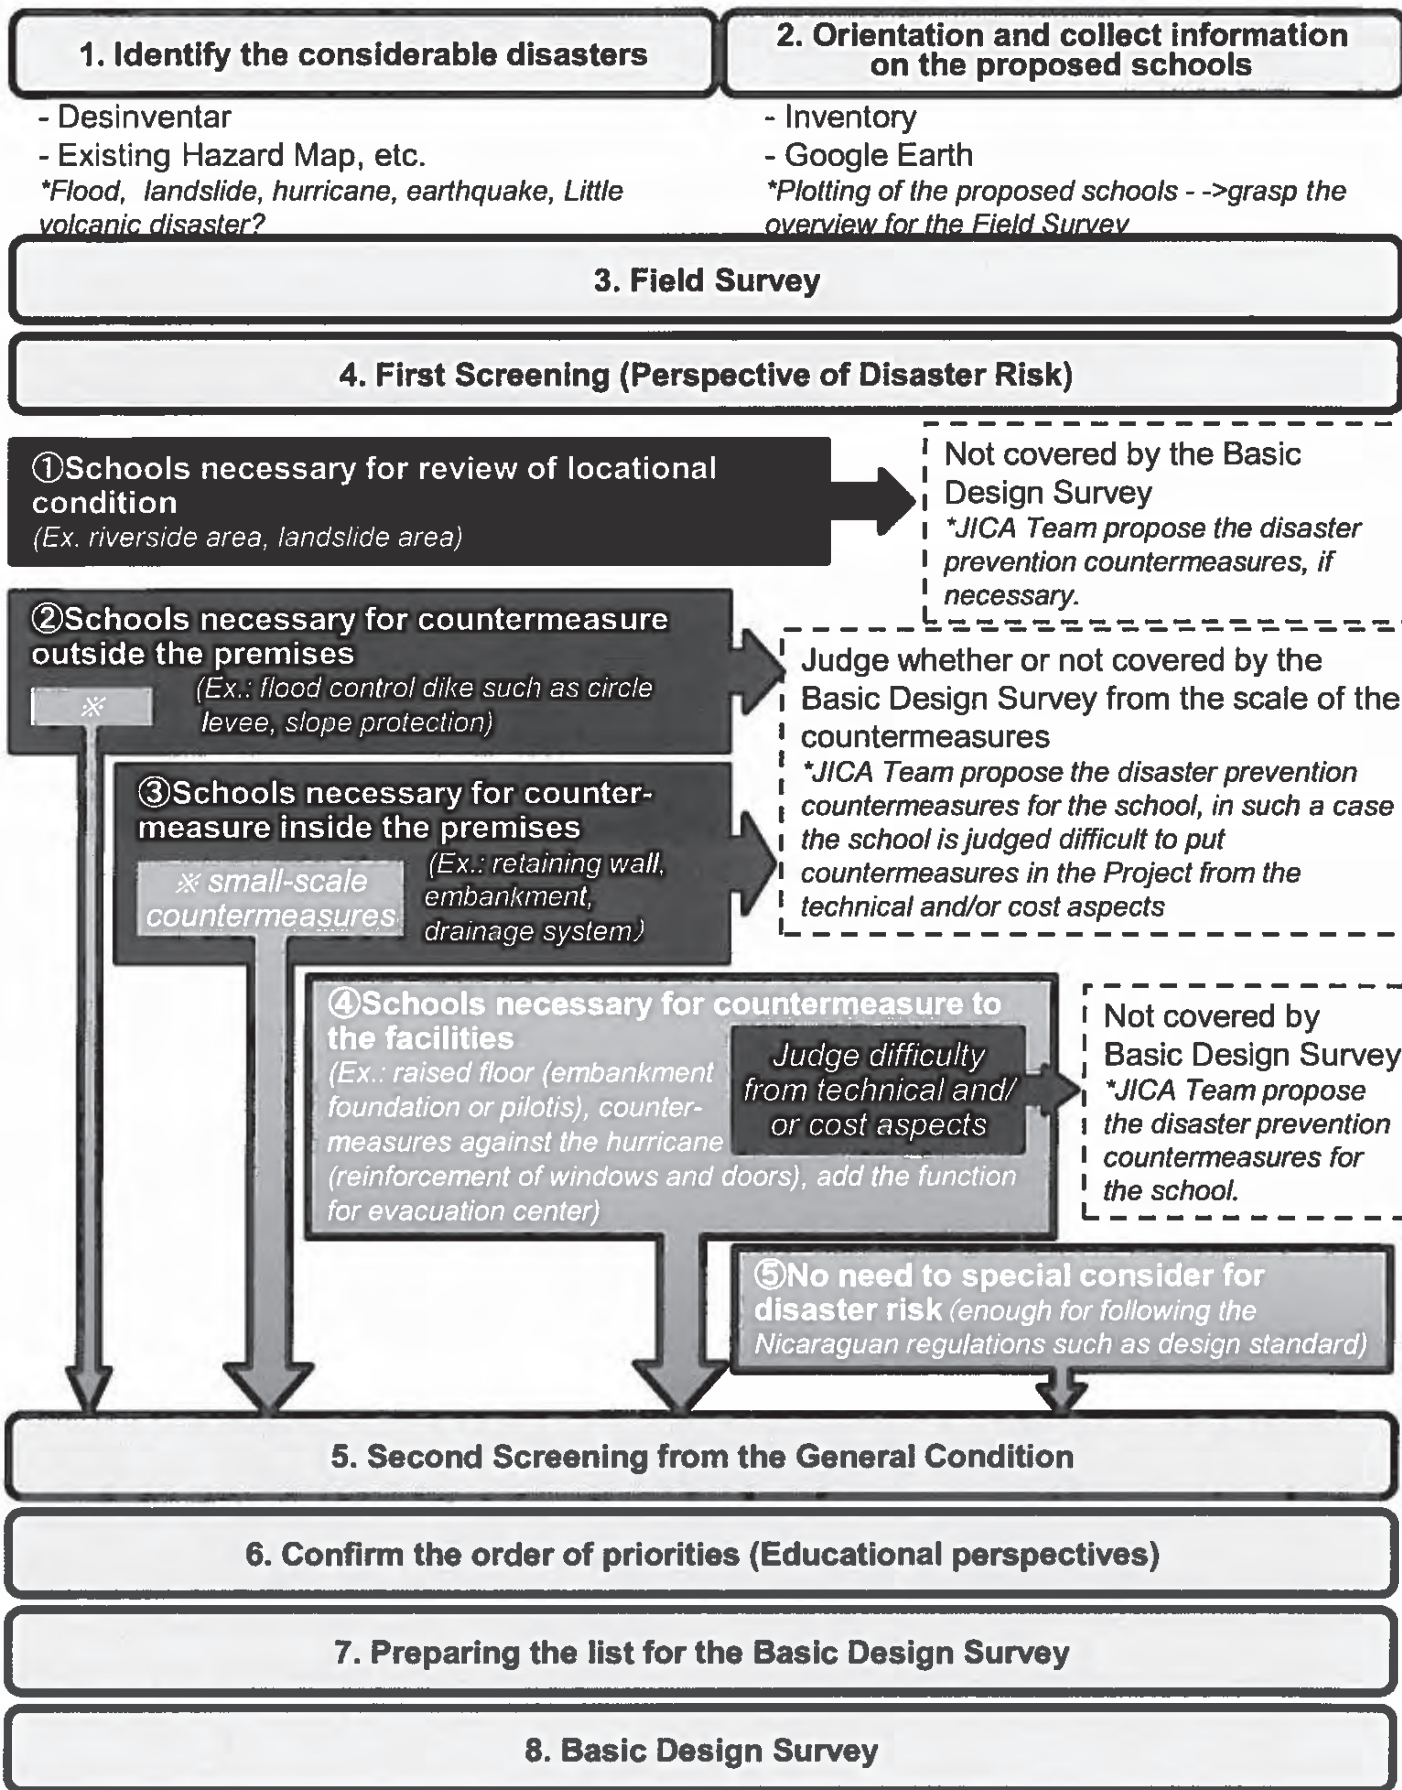 1. Identify the considerable disasters
2. Orientation and collect information
on the proposed schools
- Desinventar
- Existing Hazard Map, etc.
*Flood, landslide, hurricane, earthquake, Little
volcanic disaster?
- Inventory
- Google Earth
*Plotting of the proposed schools - ->grasp the
overview for the Field Survey
3. Field Survey
4. First Screening (Perspective of Disaster Risk)
①Schools necessary for review of locational
condition
(Ex. riverside area, landslide area)
Not covered by the Basic
Design Survey
*JICA Team propose the disaster
prevention countermeasures, if
necessary.
②Schools necessary for countermeasure
outside the premises
※
(Ex.: flood control dike such as circle
levee, slope protection)
Judge whether or not covered by the
Basic Design Survey from the scale of the
countermeasures
*JICA Team propose the disaster prevention
countermeasures for the school, in such a case
the school is judged difficult to put
countermeasures in the Project from the
technical and/or cost aspects
③Schools necessary for counter-
measure inside the premises
※ small-scale
countermeasures
(Ex.: retaining wall,
embankment,
drainage system)
④Schools necessary for countermeasure to
the facilities
(Ex.: raised floor (embankment
foundation or pilotis), counter-
measures against the hurricane
(reinforcement of windows and doors), add the function
for evacuation center)
Judge difficulty
from technical and/
or cost aspects
Not covered by
Basic Design Survey
*JICA Team propose
the disaster prevention
countermeasures for
the school.
⑤No need to special consider for
disaster risk (enough for following the
Nicaraguan regulations such as design standard)
5. Second Screening from the General Condition
6. Confirm the order of priorities (Educational perspectives)
7. Preparing the list for the Basic Design Survey
8. Basic Design Survey